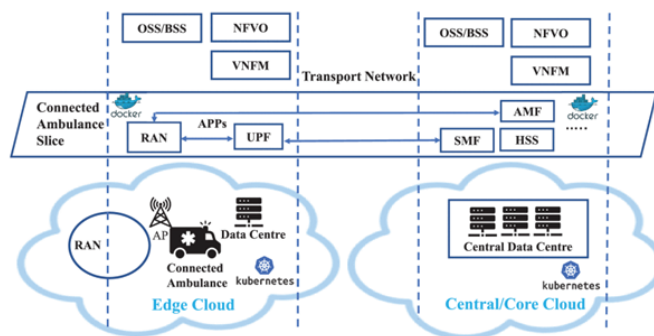 OSS/BSS
NFVO
OSS/BSS
NFVO
VNFM
VNFM
Transport Network
Connected
Ambulance
Slice
docker
RAN
APPs
UPF
AMF
docker
SMF
HSS
.....
RAN
AP
Data Centre
Connected
Ambulance
kubernetes
Edge Cloud
Central Data Centre
kubernetes
Central/Core Cloud